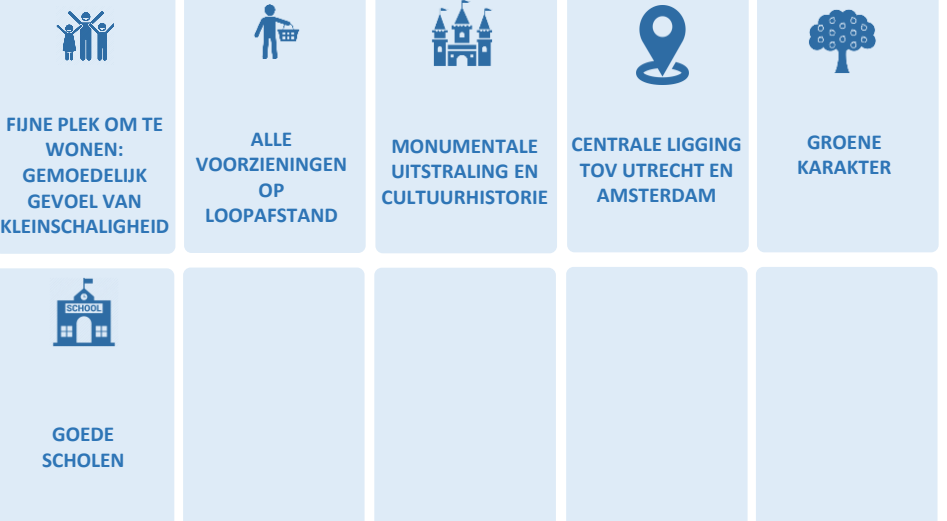 FIJNE PLEK OM TE
WONEN:
GEMOEDELIJK
GEVOEL VAN
KLEINSCHALIGHEID
ALLE
VOORZIENINGEN
OP
LOOPAFSTAND
MONUMENTALE
UITSTRALING EN
CULTUURHISTORIE
CENTRALE LIGGING
TOV UTRECHT EN
AMSTERDAM
GROENE
KARAKTER
SCHOOL
GOEDE
SCHOLEN